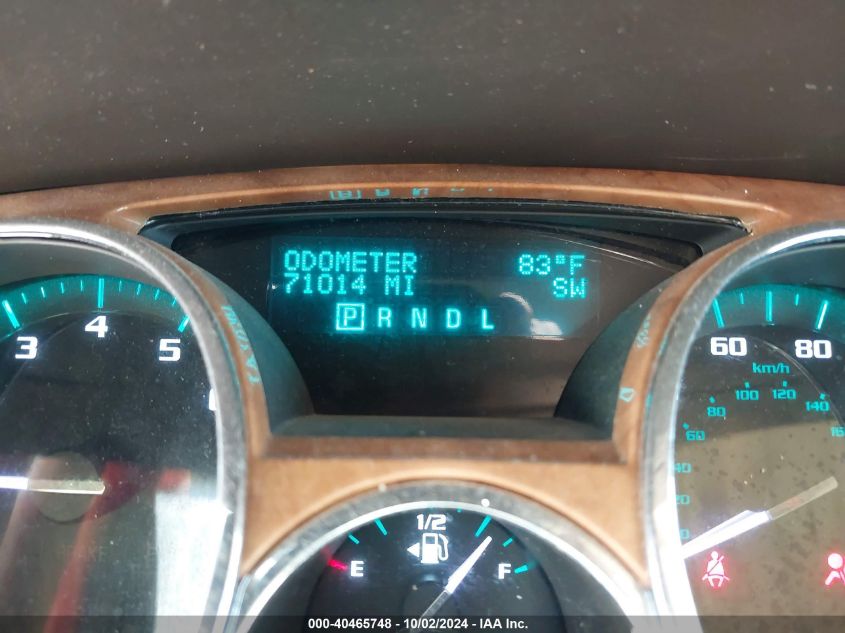 ODOMETER 83°F
71014 MI SW
P R N D L
3 4 5
60 80
km/h
60 80 100 120 140
40
1/2
E F
000-40465748 - 10/02/2024 - IAA Inc.